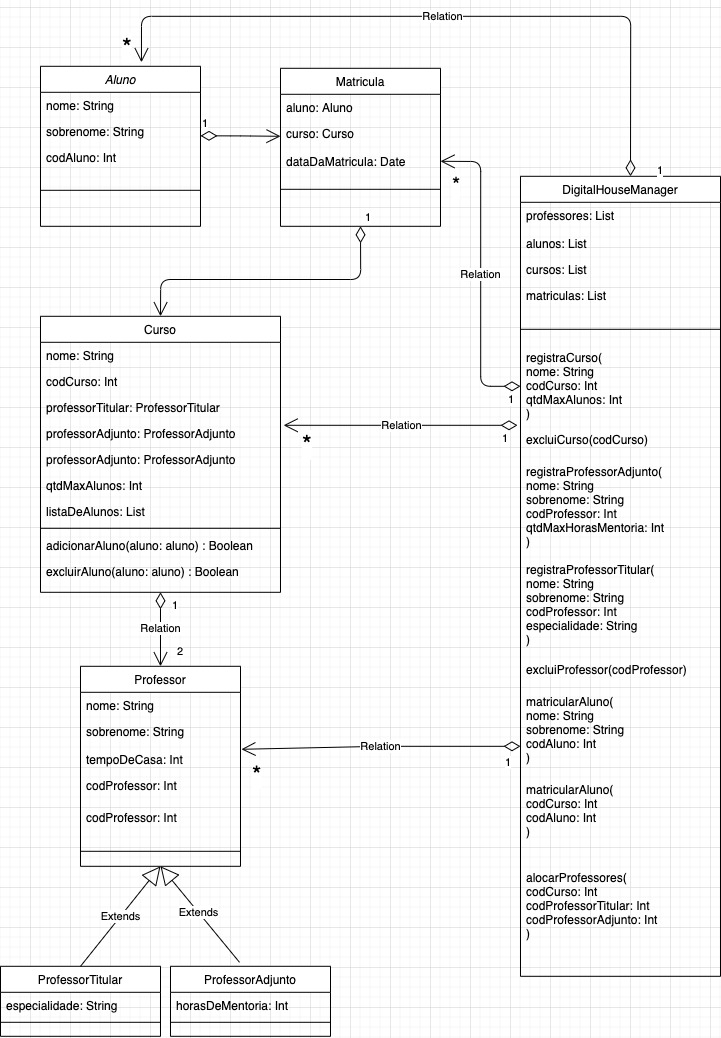 Relation
*
Aluno
nome: String
sobrenome: String
codAluno: Int
1
Matricula
aluno: Aluno
curso: Curso
dataDaMatricula: Date
1
*
Relation
1
DigitalHouseManager
professores: List
alunos: List
cursos: List
matriculas: List
registraCurso(
nome: String
codCurso: Int
qtdMaxAlunos: Int
)
excluiCurso(codCurso)
registraProfessorAdjunto(
nome: String
sobrenome: String
codProfessor: Int
qtdMaxHorasMentoria: Int
)
registraProfessorTitular(
nome: String
sobrenome: String
codProfessor: Int
especialidade: String
)
excluiProfessor(codProfessor)
matricularAluno(
nome: String
sobrenome: String
codAluno: Int
)
matricularAluno(
codCurso: Int
codAluno: Int
)
alocarProfessores(
codCurso: Int
codProfessorTitular: Int
codProfessorAdjunto: Int
)
1
Relation
1
*
Curso
nome: String
codCurso: Int
professorTitular: ProfessorTitular
professorAdjunto: ProfessorAdjunto
professorAdjunto: ProfessorAdjunto
qtdMaxAlunos: Int
listaDeAlunos: List
adicionarAluno(aluno: aluno) : Boolean
excluirAluno(aluno: aluno) : Boolean
1
Relation
2
Professor
nome: String
sobrenome: String
tempoDeCasa: Int
codProfessor: Int
codProfessor: Int
Relation
1
*
Extends
Extends
ProfessorTitular
especialidade: String
ProfessorAdjunto
horasDeMentoria: Int